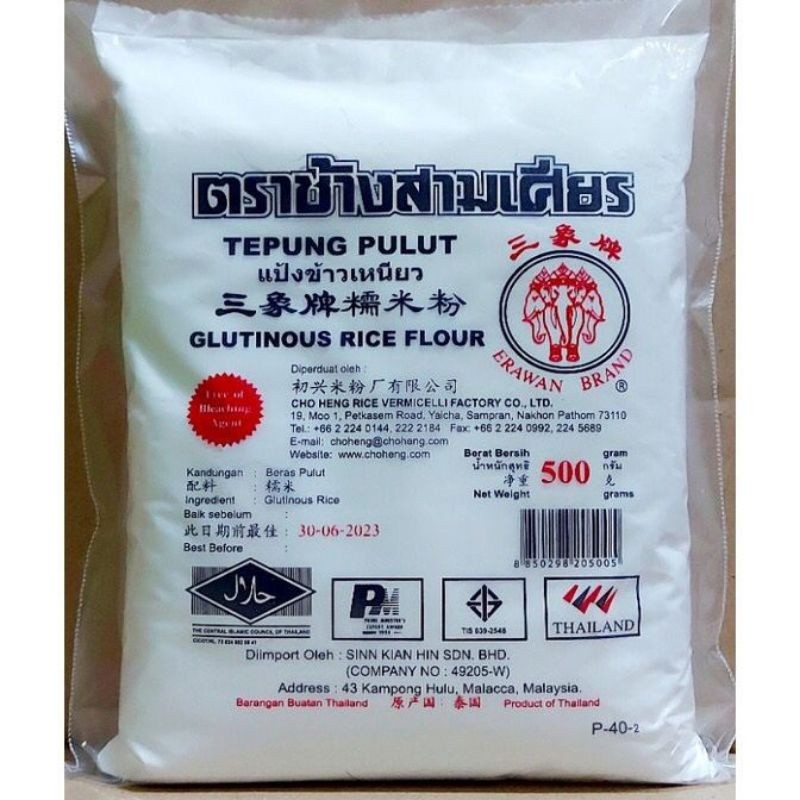 ตราช้างสามเศียร
TEPUNG PULUT
แป้งข้าวเหนียว
三象牌糯米粉
GLUTINOUS RICE FLOUR
三象牌
ERAWAN BRAND
®
Free of
Bleaching
Agent
Diperduat oleh :
初兴米粉厂有限公司
CHO HENG RICE VERMICELLI FACTORY CO., LTD.
19, Moo 1, Petkasem Road, Yaicha, Sampran, Nakhon Pathom 73110
Tel.: +66 2 224 0144, 222 2184 Fax: +66 2 224 0992, 224 5689
E-mail: choheng@choheng.com
Website: www.choheng.com
Kandungan : Beras Pulut
配料 : 糯米
Ingredient : Glutinous Rice
Berat Bersih gram
น้ำหนักสุทธิ 500 กรัม
净重 克
Net Weight grams
Baik sebelum :
此日期前最佳 : 30-06-2023
Best Before :
8 850298 205005
حلال
THE CENTRAL ISLAMIC COUNCIL OF THAILAND
PM
PRIME MINISTER'S
EXPORT AWARD
TIS 639-2548
THAILAND
Diimport Oleh : SINN KIAN HIN SDN. BHD.
(COMPANY NO : 49205-W)
Address : 43 Kampong Hulu, Malacca, Malaysia.
Barangan Buatan Thailand 原产国 : 泰国 Product of Thailand
P-40-2